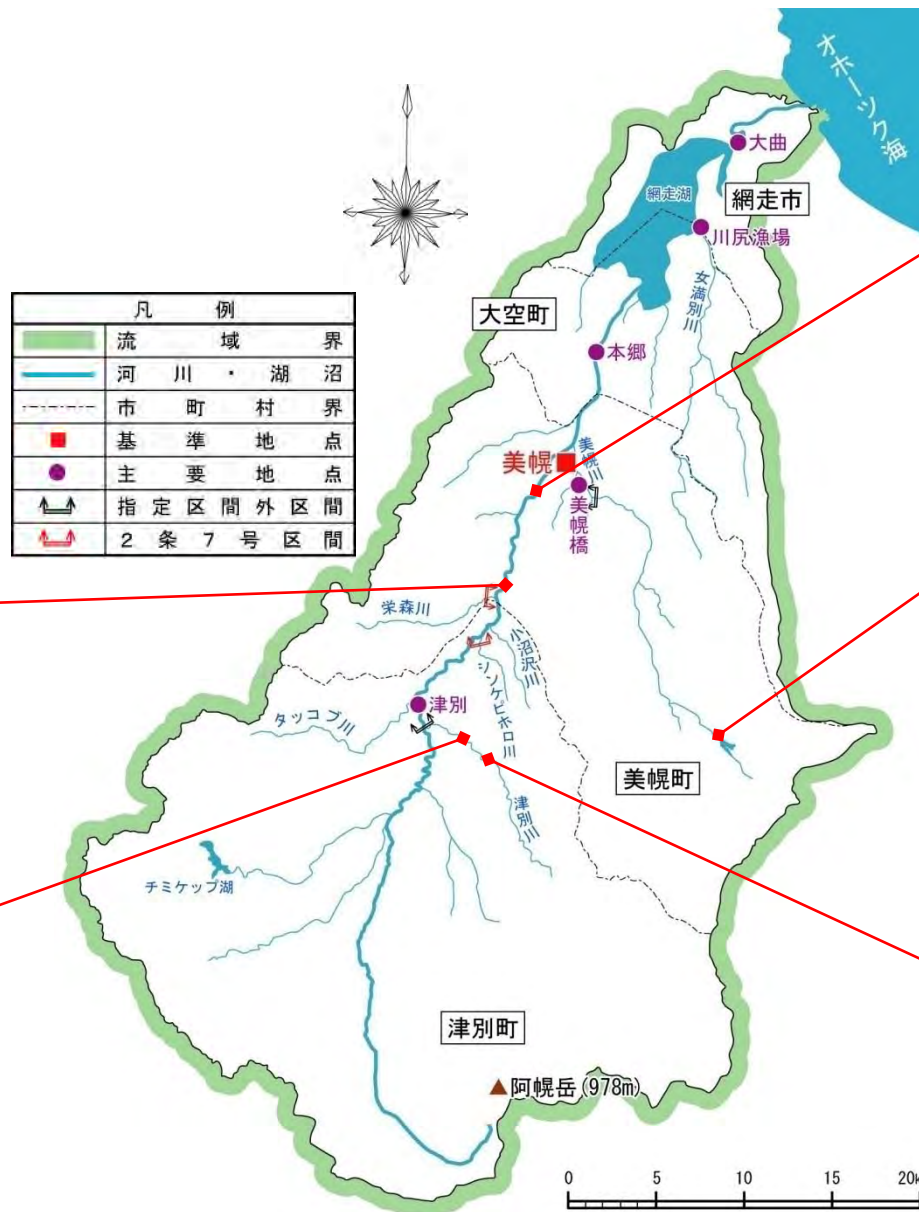 オホーツク海
大曲
網走湖
網走市
川尻漁場
女満別川
大空町
本郷
凡例
流域界
河川・湖沼
市町村界
基準地点
主要地点
指定区間外区間
2条7号区間
美幌
美幌川
美幌橋
栄森川
小沼沢川
シンケピホロ川
津別
タッコブ川
津別川
美幌町
チミケップ湖
津別町
阿幌岳(978m)
0 5 10 15 20k